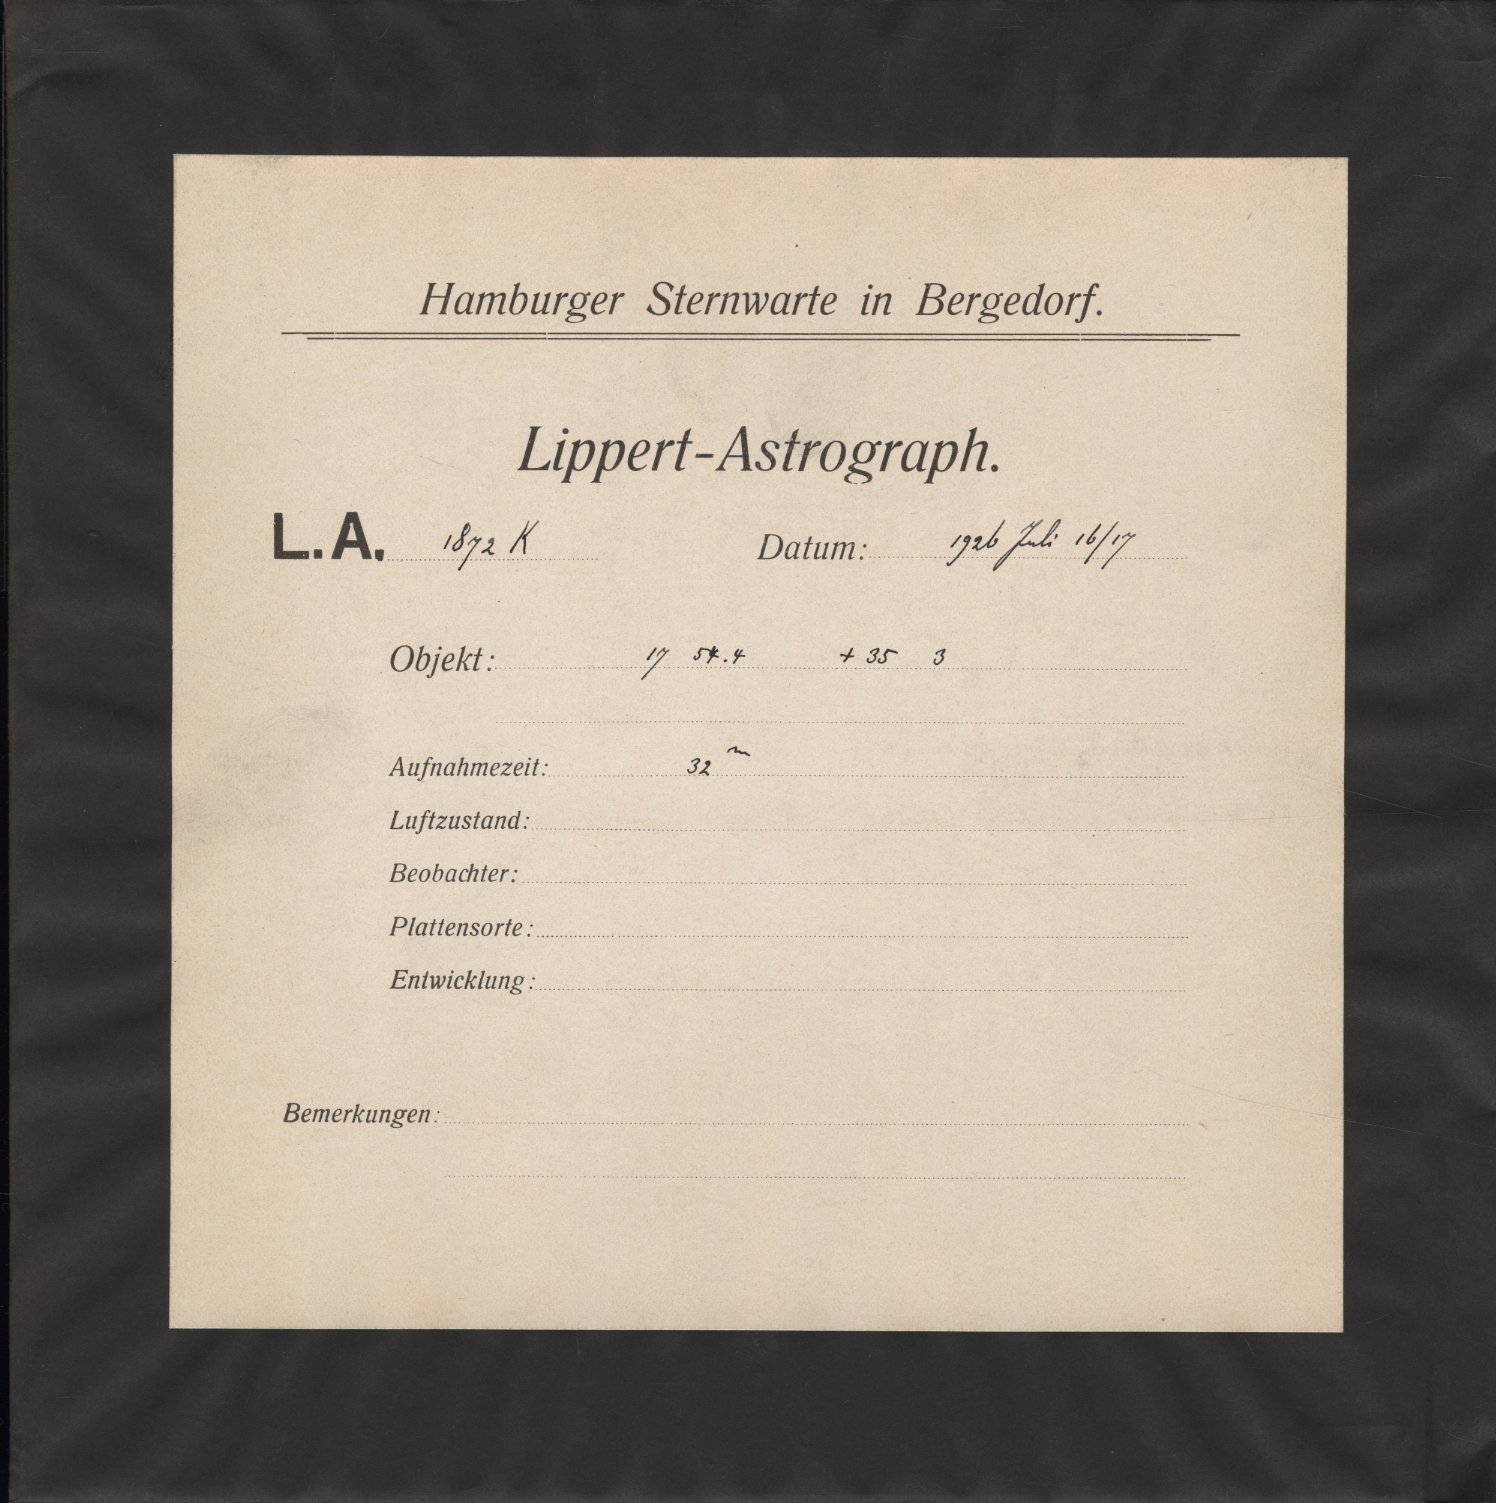 Hamburger Sternwarte in Bergedorf.
Lippert-Astrograph.
L.A. 1872 K Datum: 1926 Juli 16/17
Objekt: 17 54.4 + 35 3
Aufnahmezeit: 32 m
Luftzustand:
Beobachter:
Plattensorte:
Entwicklung:
Bemerkungen: